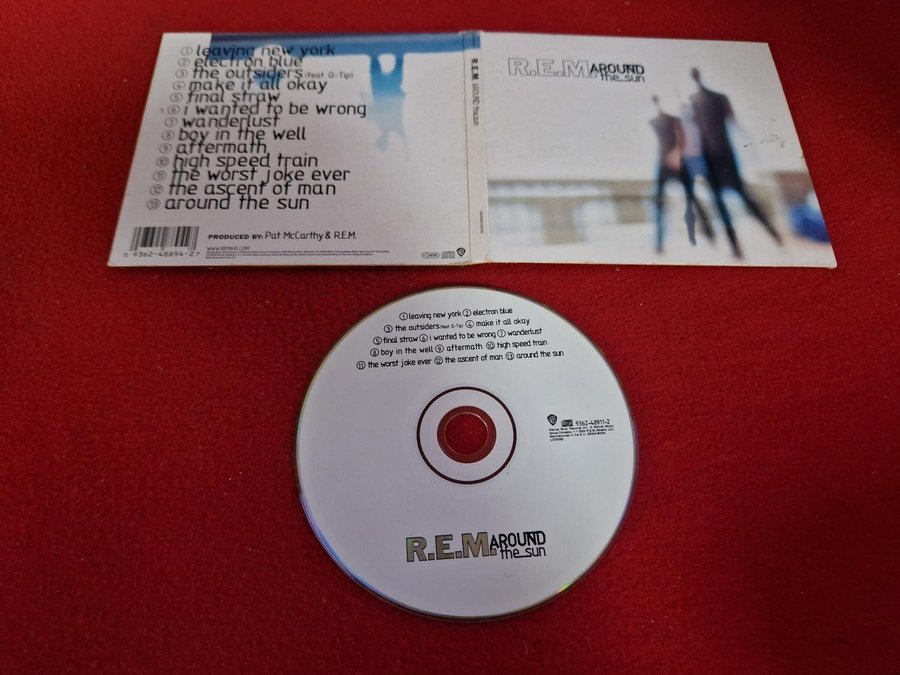 ① leaving new york
② electron blue
③ the outsiders (feat. Q-Tip)
④ make it all okay
⑤ final straw
⑥ i wanted to be wrong
⑦ wanderlust
⑧ boy in the well
⑨ aftermath
⑩ high speed train
⑪ the worst joke ever
⑫ the ascent of man
⑬ around the sun
PRODUCED BY: Pat McCarthy & R.E.M.
WWW.REMHQ.COM
0 9362-48894-2 7
R.E.M. AROUND the sun
R.E.M. AROUND
the sun
① leaving new york ② electron blue
③ the outsiders (feat. Q-Tip) ④ make it all okay
⑤ final straw ⑥ i wanted to be wrong ⑦ wanderlust
⑧ boy in the well ⑨ aftermath ⑩ high speed train
⑪ the worst joke ever ⑫ the ascent of man ⑬ around the sun
9362-48911-2
R.E.M. AROUND
the sun